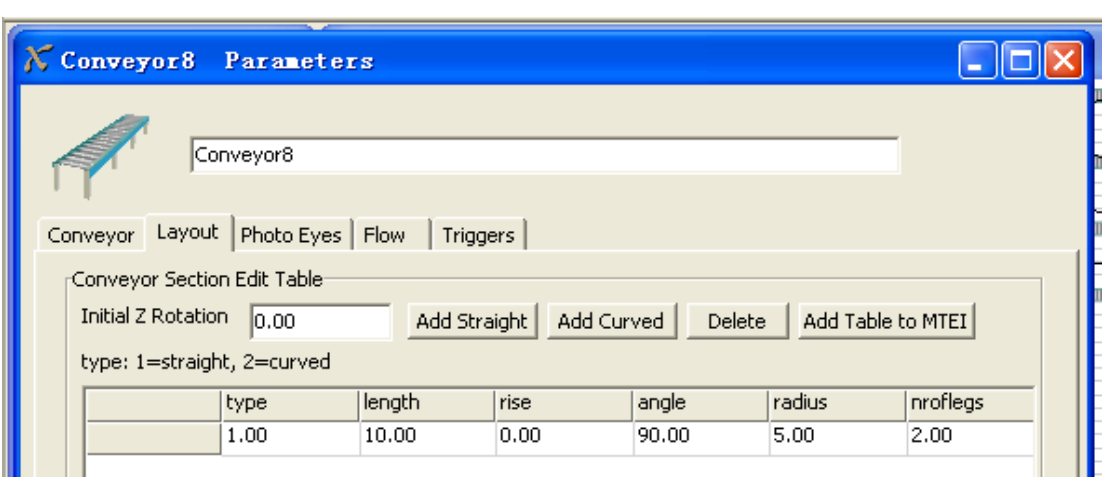 Conveyor8 Parameters
Conveyor8
Conveyor Layout Photo Eyes Flow Triggers
Conveyor Section Edit Table
Initial Z Rotation 0.00 Add Straight Add Curved Delete Add Table to MTEI
type: 1=straight, 2=curved
type length rise angle radius nroflegs
1.00 10.00 0.00 90.00 5.00 2.00